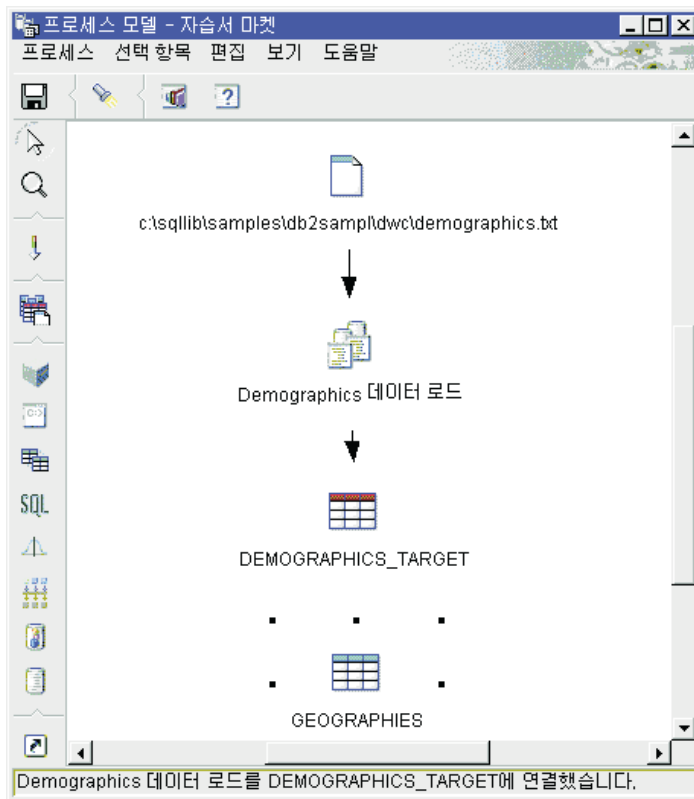 프로세스 모델 - 자습서 마켓
프로세스 선택 항목 편집 보기 도움말
c:\sqllib\samples\db2sampl\dwc\demographics.txt
Demographics 데이터 로드
DEMOGRAPHICS_TARGET
SQL
GEOGRAPHIES
Demographics 데이터 로드를 DEMOGRAPHICS_TARGET에 연결했습니다.